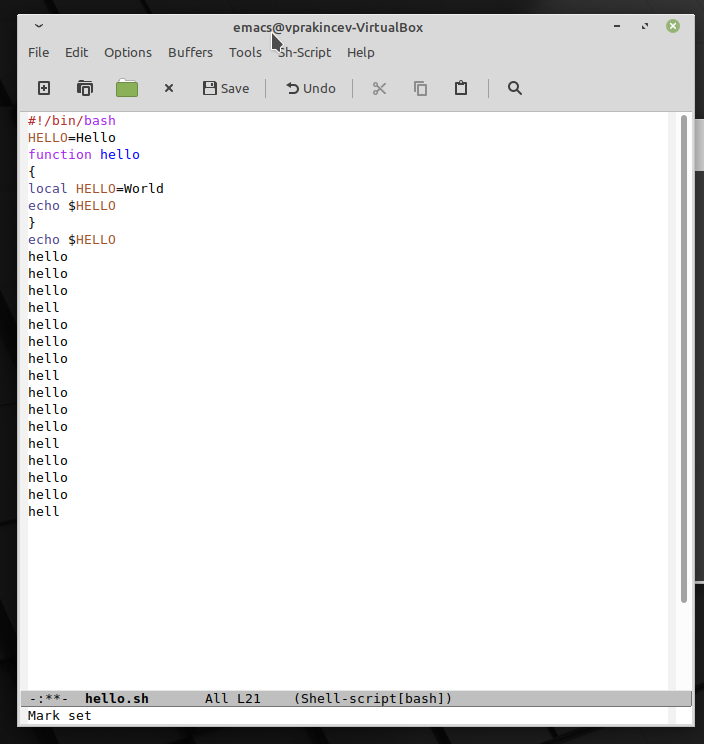 emacs@vprakincev-VirtualBox
File Edit Options Buffers Tools Sh-Script Help
Save Undo
#!/bin/bash
HELLO=Hello
function hello
{
local HELLO=World
echo $HELLO
}
echo $HELLO
hello
hello
hello
hell
hello
hello
hello
hell
hello
hello
hello
hell
hello
hello
hello
hell
-:**-  hello.sh       All L21    (Shell-script[bash])
Mark set